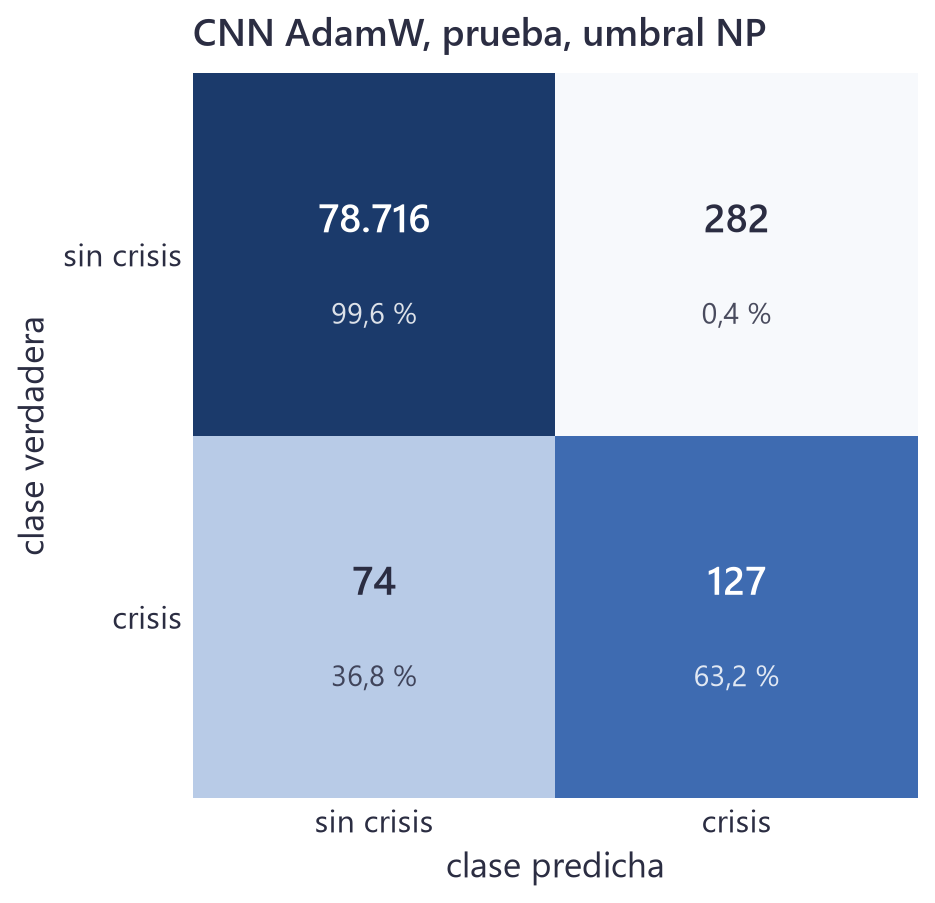 CNN AdamW, prueba, umbral NP
78.716
282
sin crisis
99,6 %
0,4 %
clase verdadera
74
127
crisis
36,8 %
63,2 %
sin crisis
crisis
clase predicha